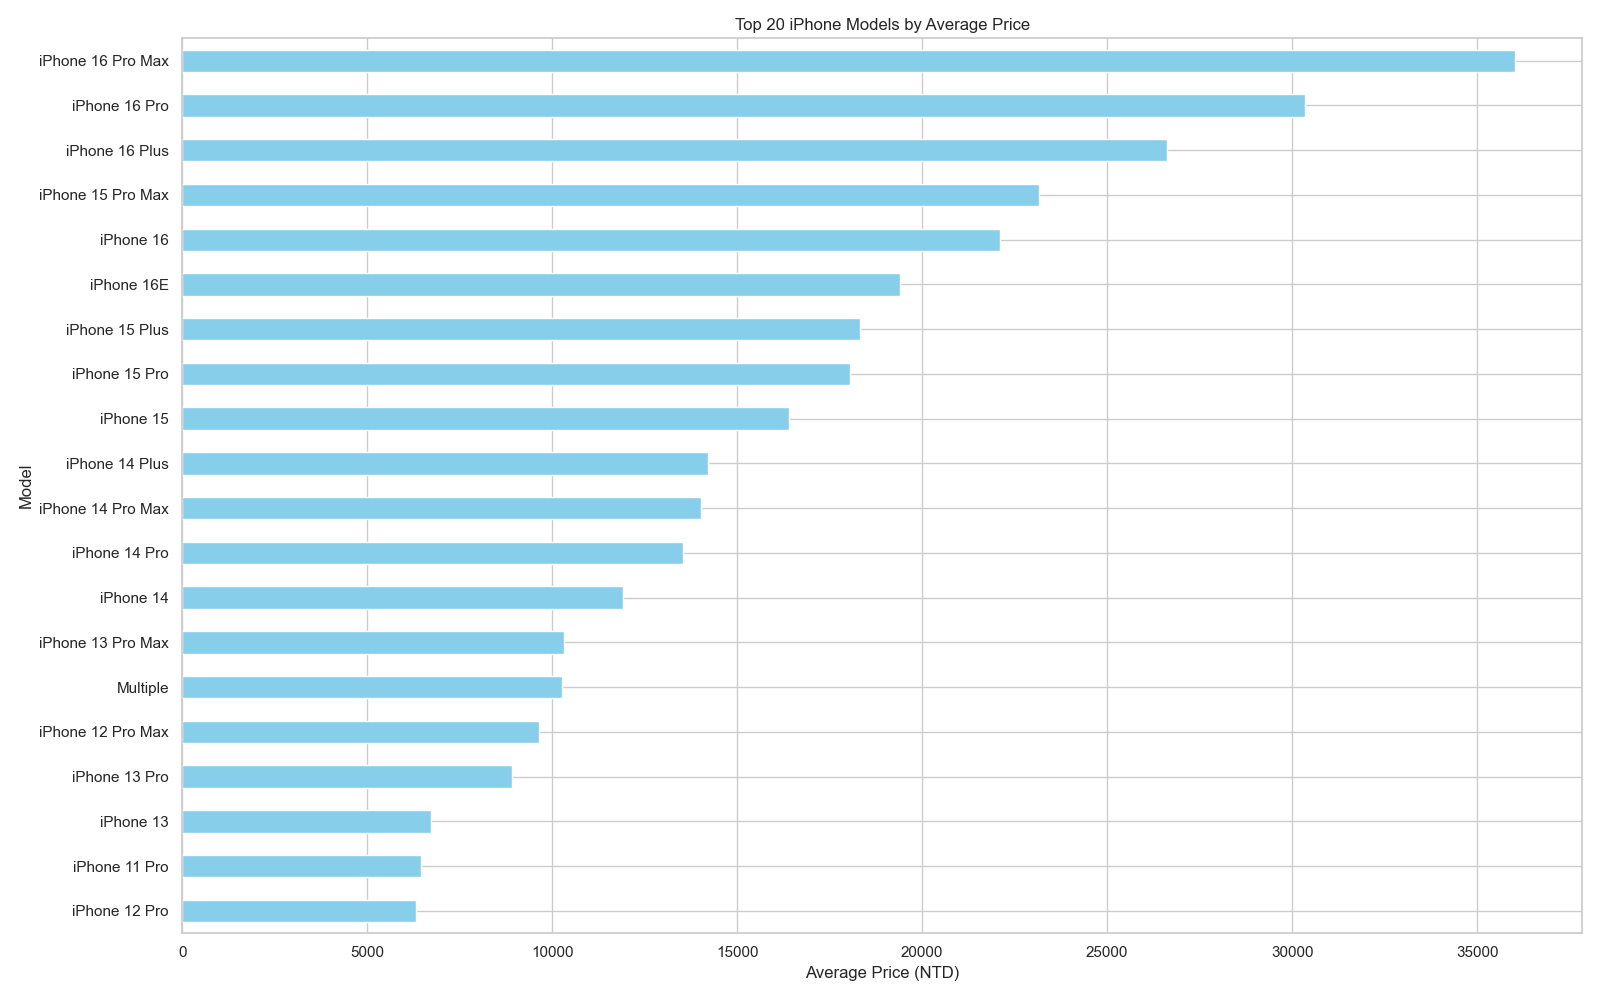 Top 20 iPhone Models by Average Price
Model
iPhone 16 Pro Max
iPhone 16 Pro
iPhone 16 Plus
iPhone 15 Pro Max
iPhone 16
iPhone 16E
iPhone 15 Plus
iPhone 15 Pro
iPhone 15
iPhone 14 Plus
iPhone 14 Pro Max
iPhone 14 Pro
iPhone 14
iPhone 13 Pro Max
Multiple
iPhone 12 Pro Max
iPhone 13 Pro
iPhone 13
iPhone 11 Pro
iPhone 12 Pro
0 5000 10000 15000 20000 25000 30000 35000
Average Price (NTD)